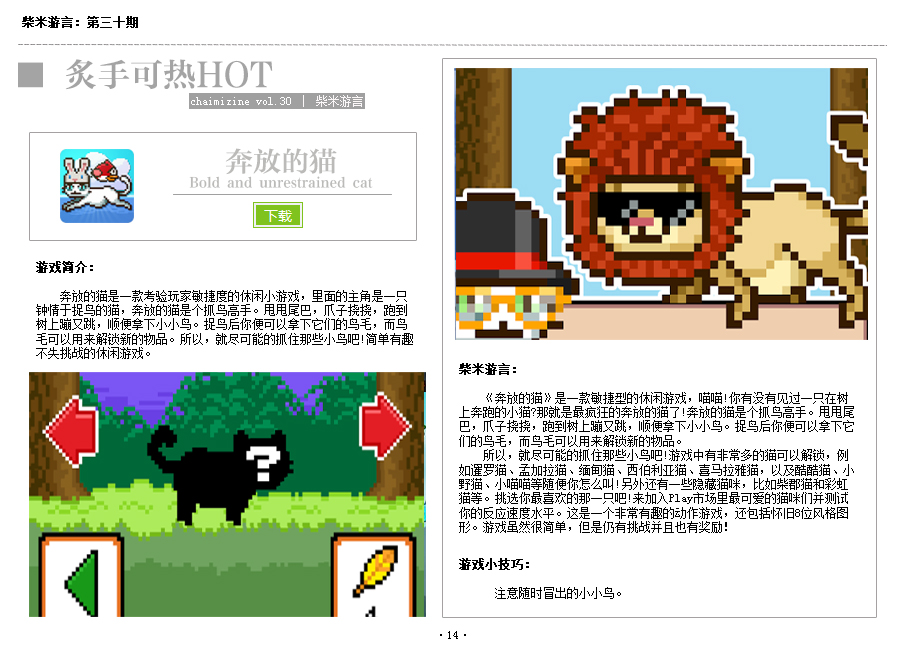 柴米游言：第三十期
炙手可热HOT
chaimizine vol.30 | 柴米游言
奔放的猫
Bold and unrestrained cat
下载
游戏简介：
奔放的猫是一款考验玩家敏捷度的休闲小游戏，里面的主角是一只
钟情于捉鸟的猫，奔放的猫是个抓鸟高手。甩甩尾巴，爪子挠挠，跑到
树上蹦又跳，顺便拿下小小鸟。捉鸟后你便可以拿下它们的鸟毛，而鸟
毛可以用来解锁新的物品。所以，就尽可能的抓住那些小鸟吧！简单有趣
不失挑战的休闲游戏。
?
1
柴米游言：
《奔放的猫》是一款敏捷型的休闲游戏，喵喵！你有没有见过一只在树
上奔跑的小猫?那就是最疯狂的奔放的猫了！奔放的猫是个抓鸟高手。甩甩尾
巴，爪子挠挠，跑到树上蹦又跳，顺便拿下小小鸟。捉鸟后你便可以拿下它
们的鸟毛，而鸟毛可以用来解锁新的物品。
所以，就尽可能的抓住那些小鸟吧！游戏中有非常多的猫可以解锁，例
如暹罗猫、孟加拉猫、缅甸猫、西伯利亚猫、喜马拉雅猫，以及酷酷猫、小
野猫、小喵喵等随便你怎么叫！另外还有一些隐藏猫咪，比如柴郡猫和彩虹
猫等。挑选你最喜欢的那一只吧！来加入Play市场里最可爱的猫咪们并测试
你的反应速度水平。这是一个非常有趣的动作游戏，还包括怀旧8位风格图
形。游戏虽然很简单，但是仍有挑战并且也有奖励！
游戏小技巧：
注意随时冒出的小小鸟。
·14·